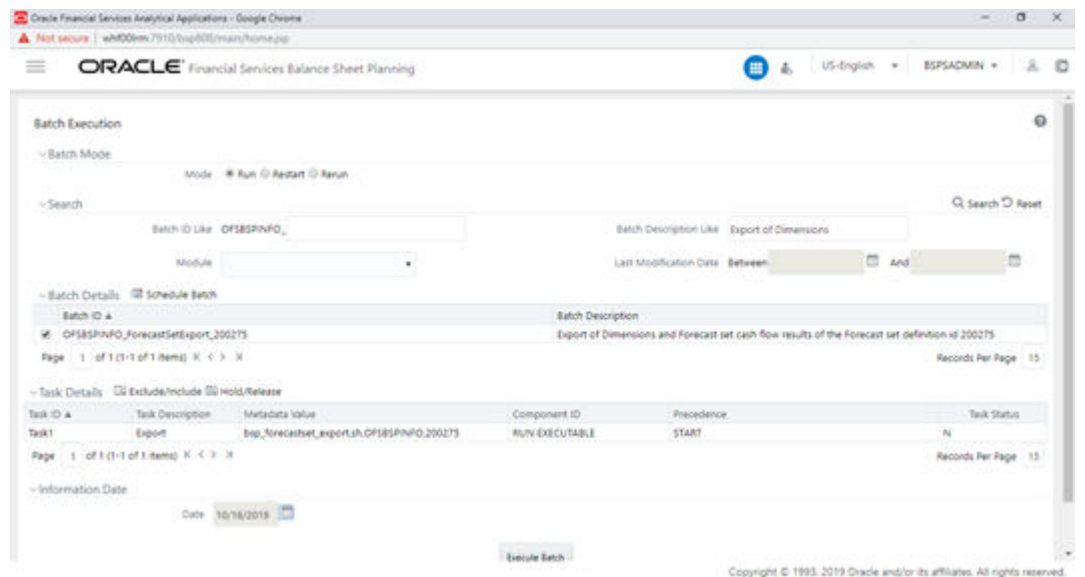 Oracle Financial Services Analytical Applications - Google Chrome
Not secure | whf00lrm:7910/bsp808/main/home.jsp
ORACLE Financial Services Balance Sheet Planning
US-English
BSPSADMIN
Batch Execution
Batch Mode
Mode Run Restart Rerun
Search
Search Reset
Batch ID Like OFSBSPINFO_
Batch Description Like Export of Dimensions
Module
Last Modification Date Between And
Batch Details Schedule Batch
Batch ID Batch Description
OFSBSPINFO_ForecastSetExport_200275 Export of Dimensions and Forecast set cash flow results of the Forecast set definition id 200275
Page 1 of 1 (1-1 of 1 items) Records Per Page 15
Task Details Exclude/Include Hold/Release
Task ID Task Description Metadata Value Component ID Precedence Task Status
Task1 Export bsp_forecastset_export.sh,OFSBSPINFO,200275 RUN EXECUTABLE START N
Page 1 of 1 (1-1 of 1 items) Records Per Page 15
Information Date
Date 10/16/2019
Execute Batch
Copyright © 1993, 2019 Oracle and/or its affiliates. All rights reserved.